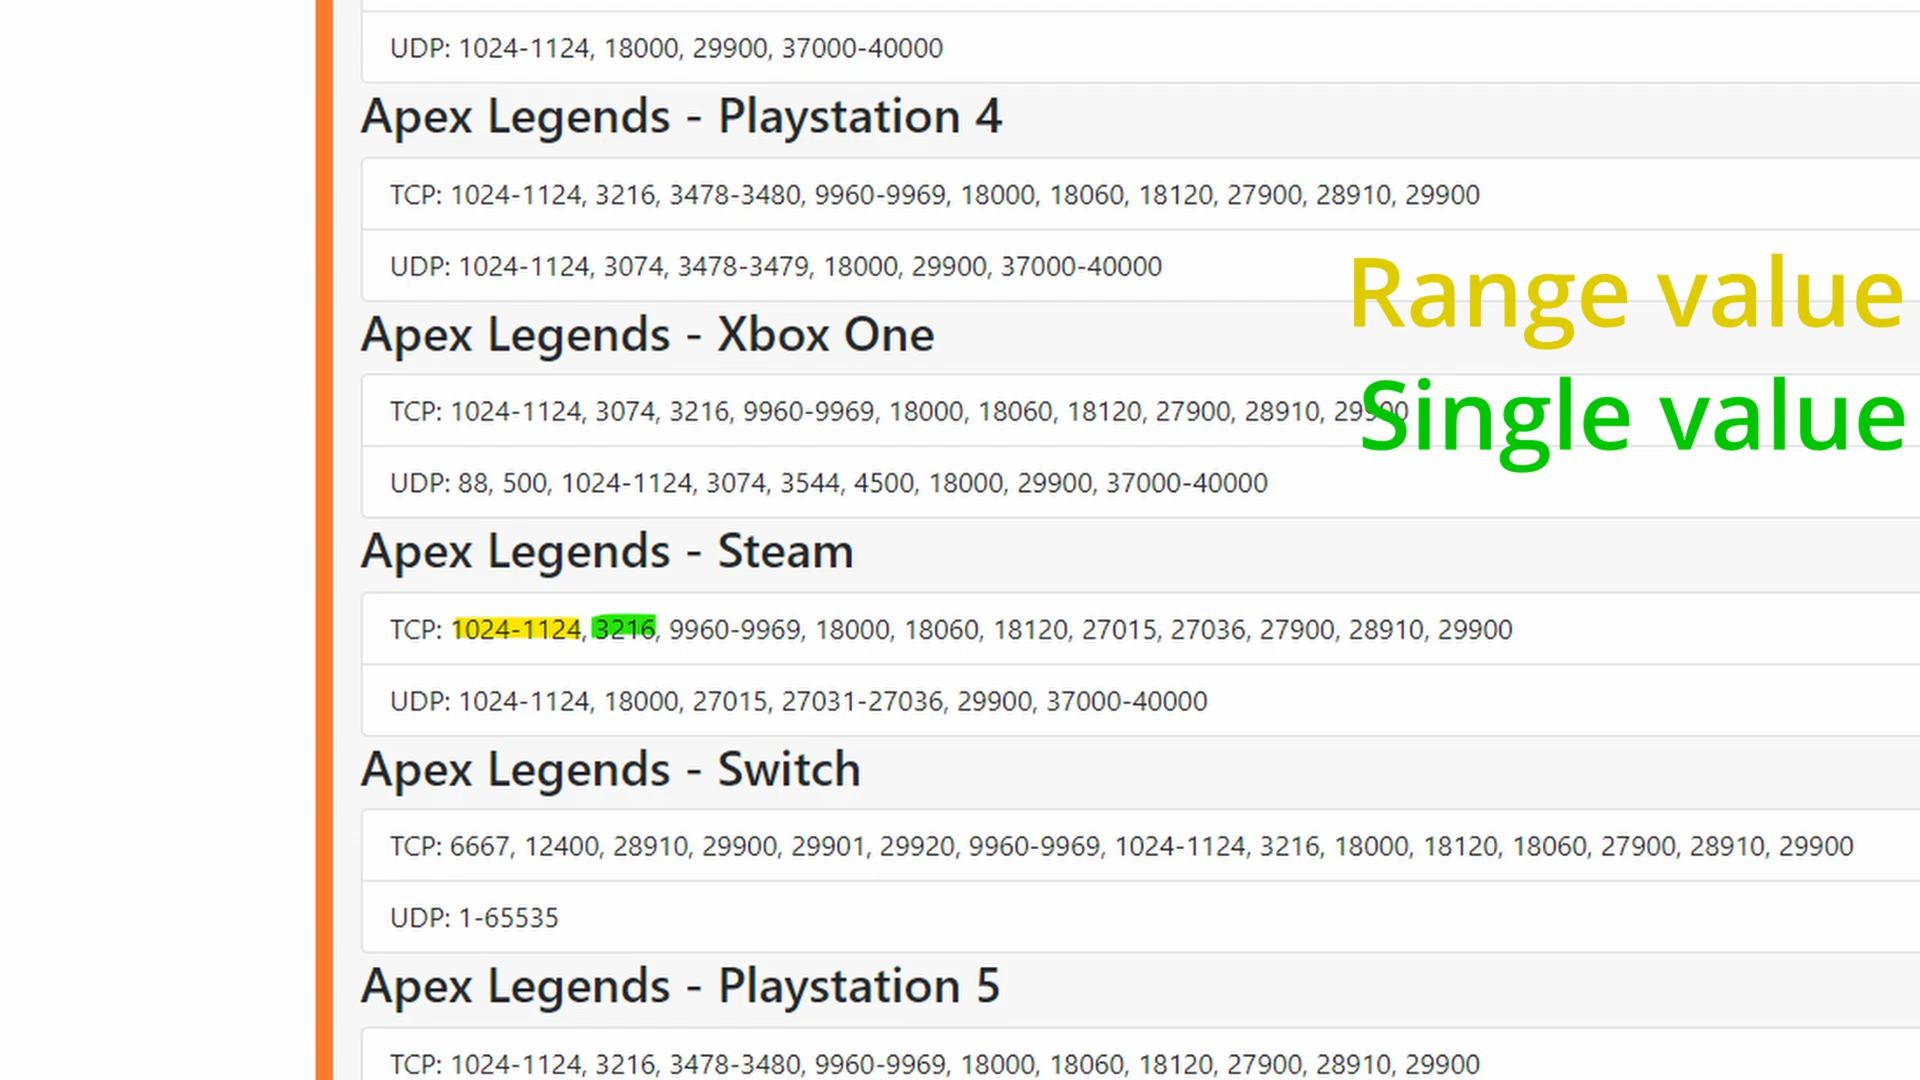 UDP: 1024-1124, 18000, 29900, 37000-40000
Apex Legends - Playstation 4
TCP: 1024-1124, 3216, 3478-3480, 9960-9969, 18000, 18060, 18120, 27900, 28910, 29900
UDP: 1024-1124, 3074, 3478-3479, 18000, 29900, 37000-40000
Range value
Apex Legends - Xbox One
TCP: 1024-1124, 3074, 3216, 9960-9969, 18000, 18060, 18120, 27900, 28910, 29900
Single value
UDP: 88, 500, 1024-1124, 3074, 3544, 4500, 18000, 29900, 37000-40000
Apex Legends - Steam
TCP: 1024-1124, 3216, 9960-9969, 18000, 18060, 18120, 27015, 27036, 27900, 28910, 29900
UDP: 1024-1124, 18000, 27015, 27031-27036, 29900, 37000-40000
Apex Legends - Switch
TCP: 6667, 12400, 28910, 29900, 29901, 29920, 9960-9969, 1024-1124, 3216, 18000, 18120, 18060, 27900, 28910, 29900
UDP: 1-65535
Apex Legends - Playstation 5
TCP: 1024-1124, 3216, 3478-3480, 9960-9969, 18000, 18060, 18120, 27900, 28910, 29900